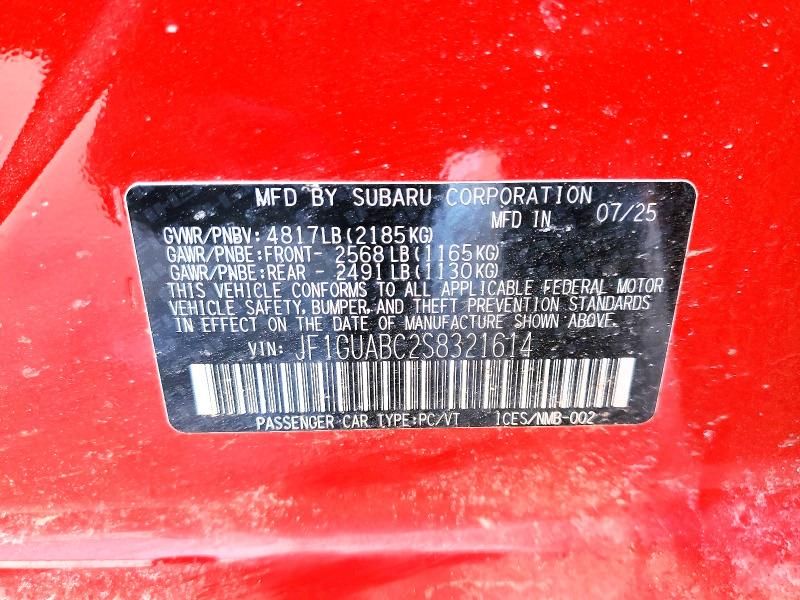 MFD BY SUBARU CORPORATION
MFD IN 07/25
GVWR/PNBV: 4817LB(2185KG)
GAWR/PNBE:FRONT- 2568LB(1165KG)
GAWR/PNBE:REAR - 2491LB(1130KG)
THIS VEHICLE CONFORMS TO ALL APPLICABLE FEDERAL MOTOR
VEHICLE SAFETY, BUMPER, AND THEFT PREVENTION STANDARDS
IN EFFECT ON THE DATE OF MANUFACTURE SHOWN ABOVE.
VIN: JF1GUABC2S8321614
PASSENGER CAR TYPE:PC/VT 1CES/NMB-002